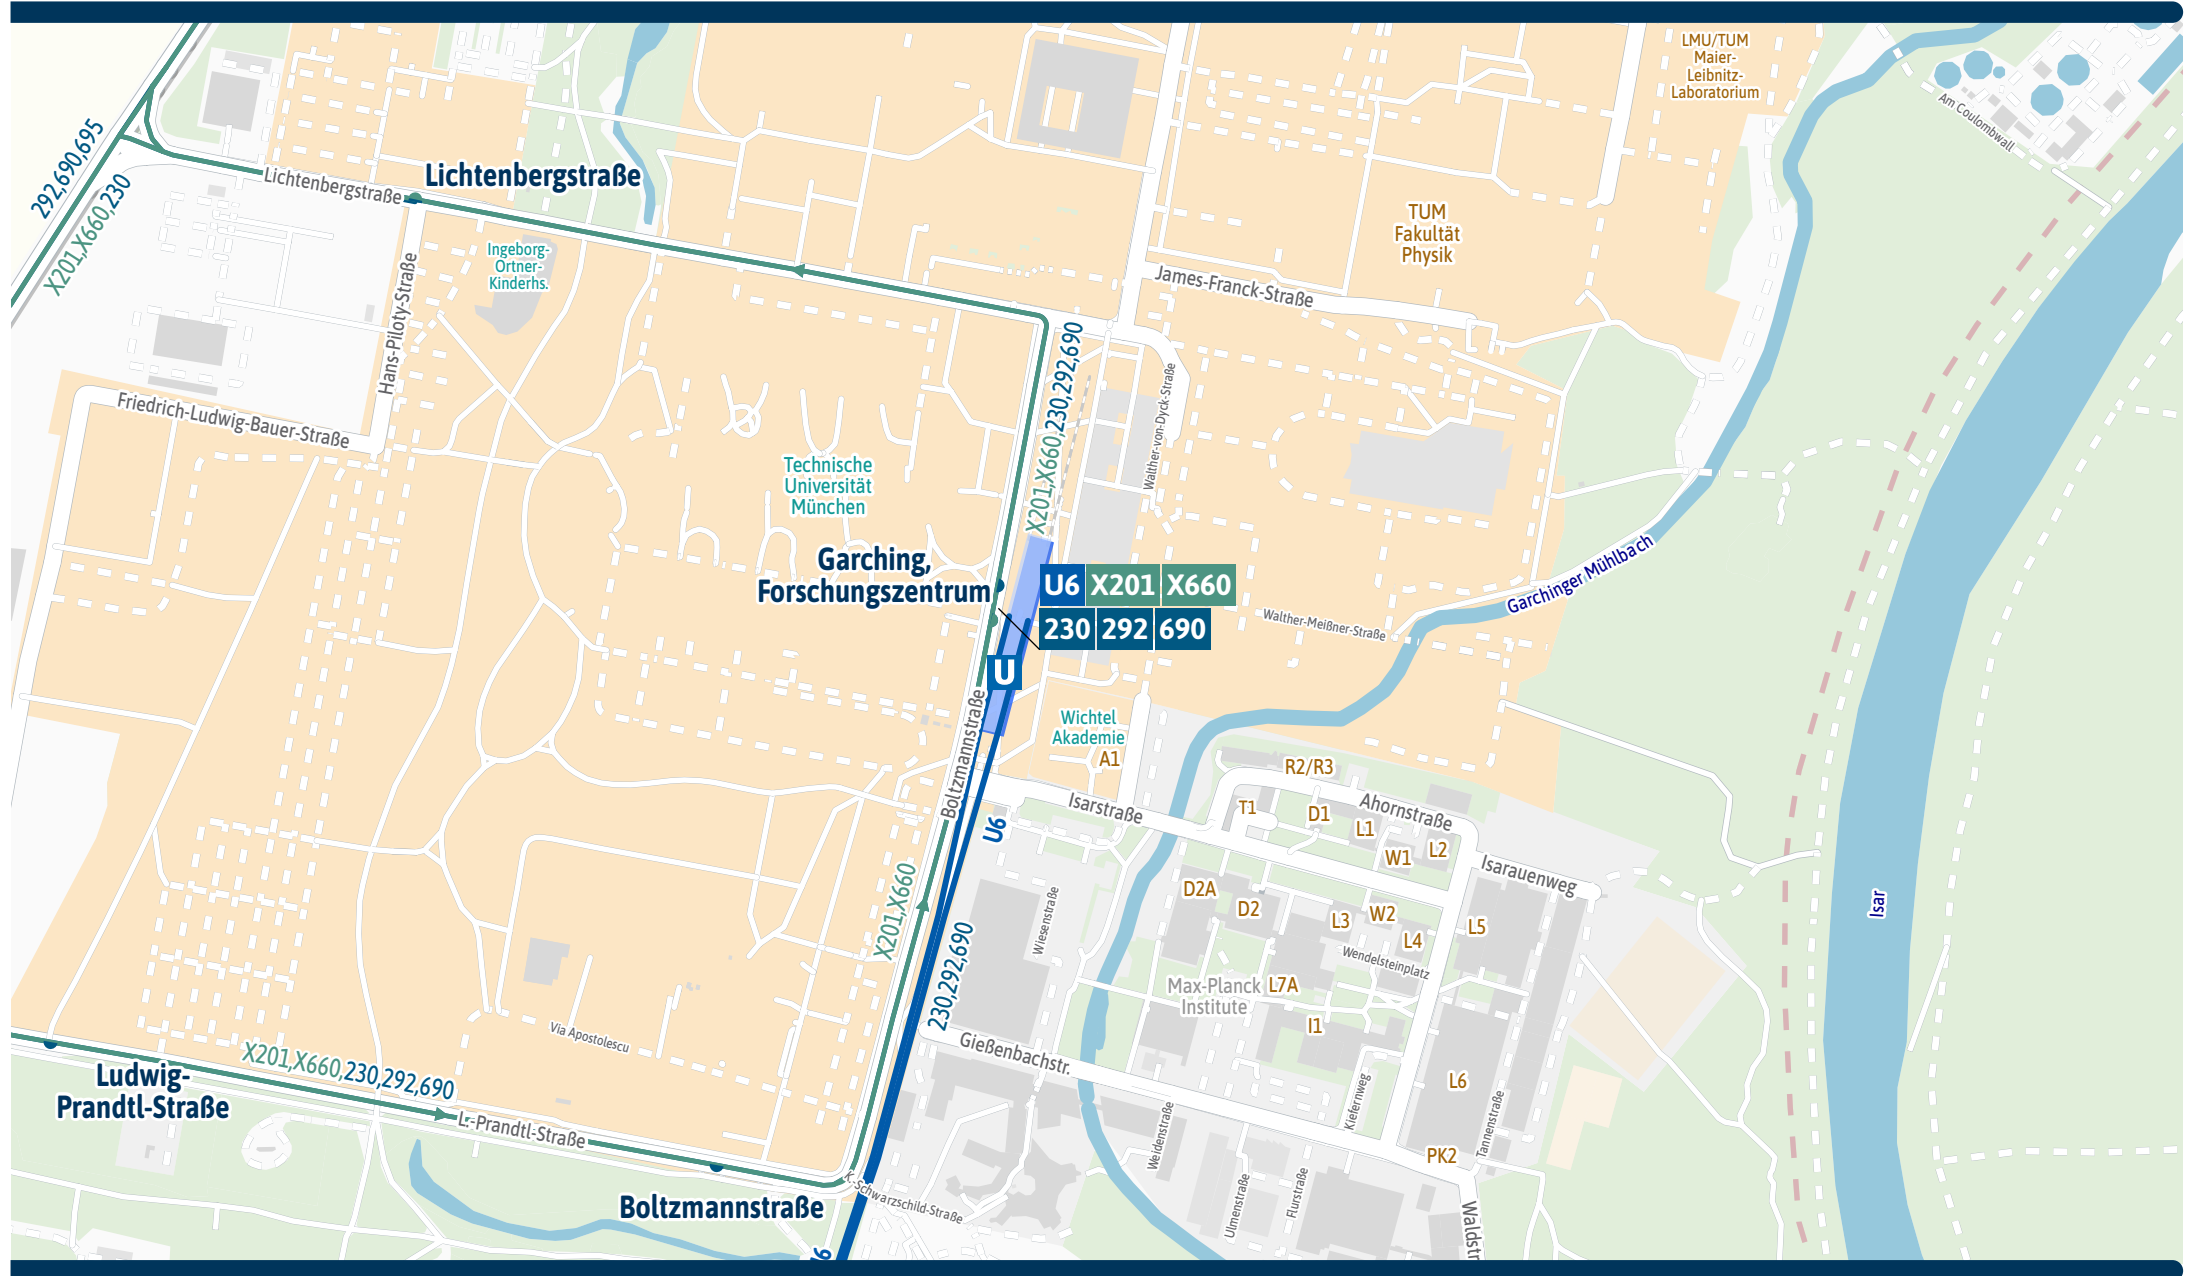 LMU/TUM
Maier-
Leibnitz-
Laboratorium
Am Coulombwall
292,690,695
X201,X660,230
Lichtenbergstraße
Lichtenbergstraße
Ingeborg-
Ortner-
Kinderhs.
TUM
Fakultät
Physik
James-Franck-Straße
Hans-Piloty-Straße
Friedrich-Ludwig-Bauer-Straße
X201,X660,230,292,690
Walther-von-Dyck-Straße
Technische
Universität
München
Garching,
Forschungszentrum
U6 X201 X660
230 292 690
U
Garchinger Mühlbach
Walther-Meißner-Straße
Boltzmannstraße
Wichtel
Akademie
A1
Isarstraße
U6
R2/R3
T1
D1
Ahornstraße
L1
L2
W1
Isarauenweg
D2A
D2
L3
W2
L4
L5
Wendelsteinplatz
Isar
X201,X660
Wiesenstraße
230,292,690
Max-Planck
Institute
L7A
I1
Via Apostolescu
Gießenbachstr.
L6
Kiefernweg
Tannenstraße
Weidenstraße
PK2
Ludwig-
Prandtl-Straße
X201,X660,230,292,690
L.-Prandtl-Straße
Boltzmannstraße
K.-Schwarzschild-Straße
Ulmenstraße
Flurstraße
Waldstr
U6